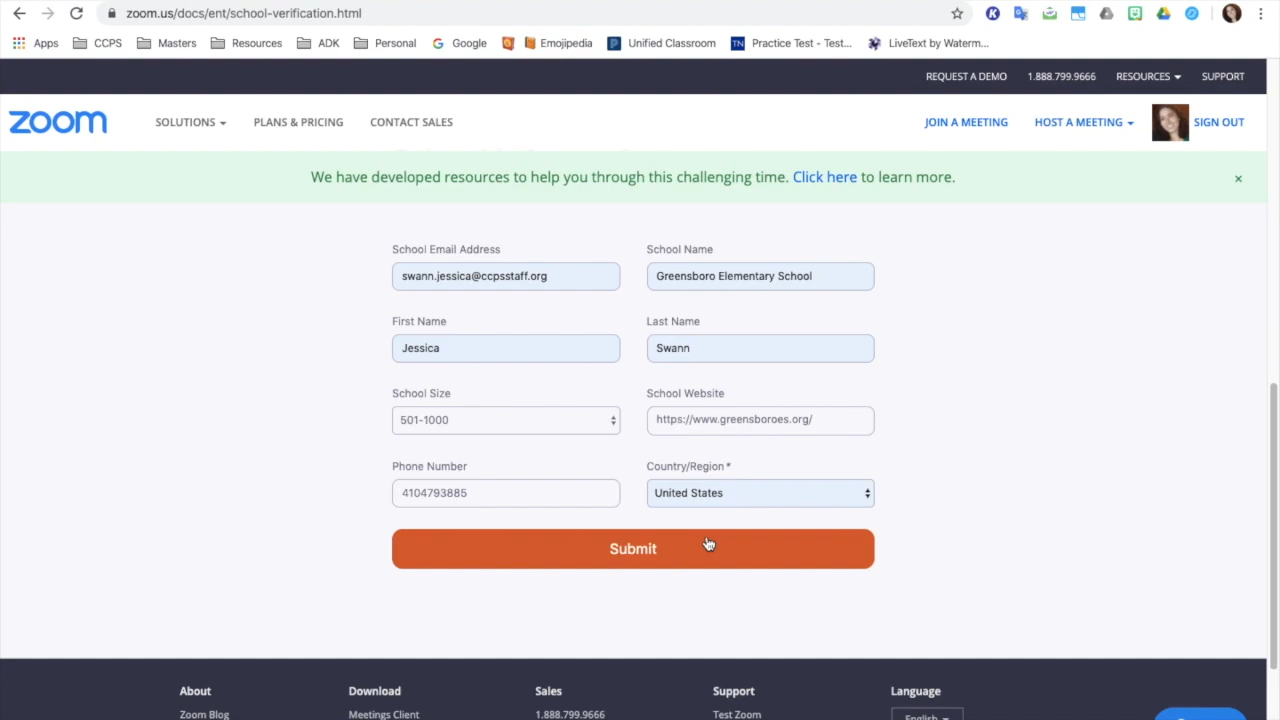 zoom.us/docs/ent/school-verification.html
Apps CCPS Masters Resources ADK Personal Google Emojipedia Unified Classroom TN Practice Test - Test... LiveText by Waterm...
REQUEST A DEMO 1.888.799.9666 RESOURCES SUPPORT
zoom SOLUTIONS PLANS & PRICING CONTACT SALES JOIN A MEETING HOST A MEETING SIGN OUT
We have developed resources to help you through this challenging time. Click here to learn more. ×
School Email Address School Name
swann.jessica@ccpsstaff.org Greensboro Elementary School
First Name Last Name
Jessica Swann
School Size School Website
501-1000 https://www.greensboroes.org/
Phone Number Country/Region*
4104793885 United States
Submit
About Download Sales Support Language
Zoom Blog Meetings Client 1.888.799.9666 Test Zoom English